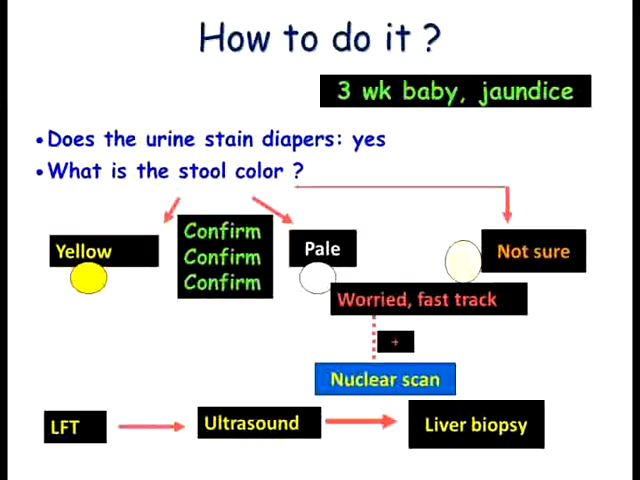 How to do it ?
3 wk baby, jaundice
•Does the urine stain diapers: yes
•What is the stool color ?
Yellow
Confirm
Confirm
Confirm
Pale
Not sure
Worried, fast track
+
Nuclear scan
LFT
Ultrasound
Liver biopsy